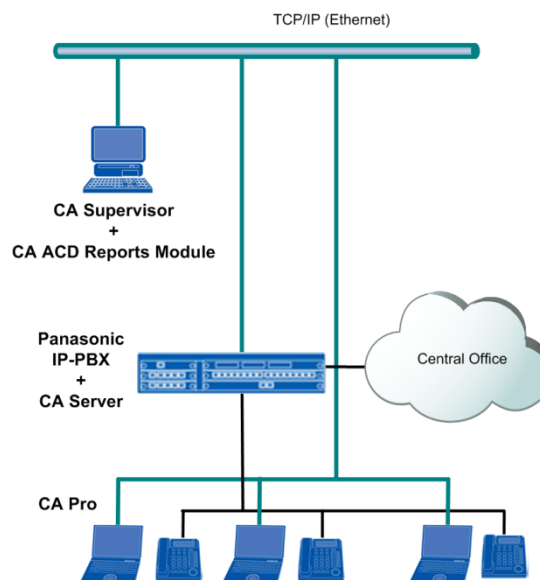 TCP/IP (Ethernet)
CA Supervisor
+
CA ACD Reports Module
Panasonic
IP-PBX
+
CA Server
Central Office
CA Pro